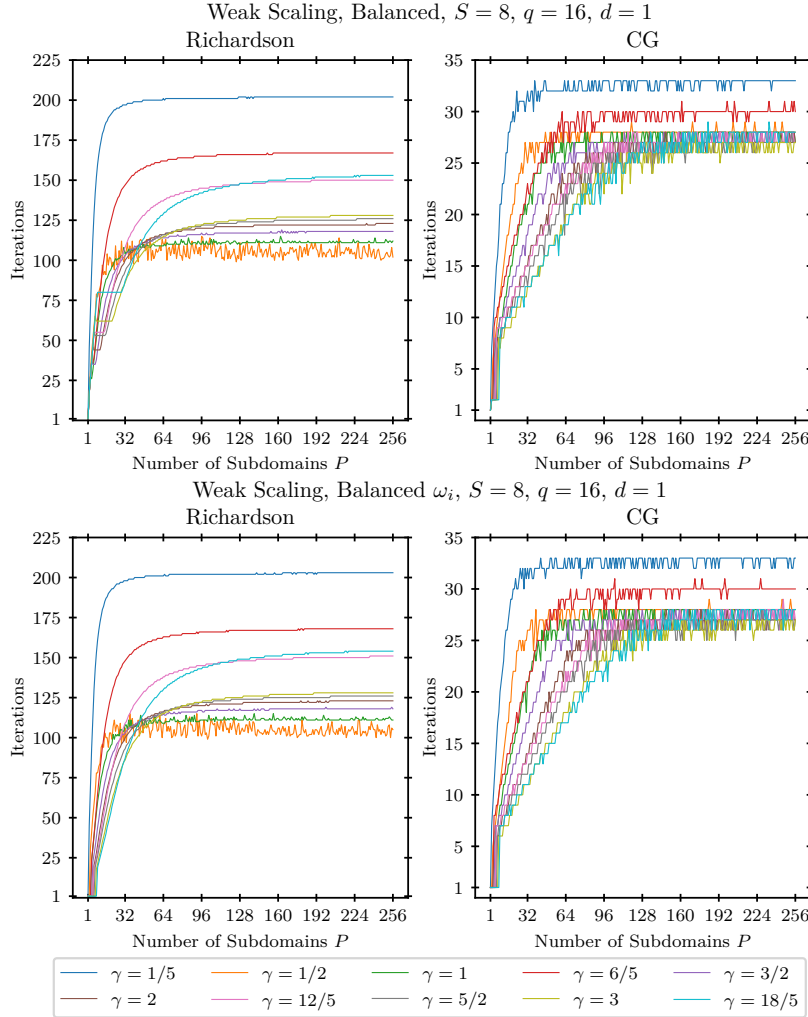 Weak Scaling, Balanced, S = 8, q = 16, d = 1
Richardson
CG
225
200
175
150
125
100
75
50
25
1
Iterations
1 32 64 96 128 160 192 224 256
Number of Subdomains P
35
30
25
20
15
10
5
1
Iterations
1 32 64 96 128 160 192 224 256
Number of Subdomains P
Weak Scaling, Balanced ω_i, S = 8, q = 16, d = 1
Richardson
CG
225
200
175
150
125
100
75
50
25
1
Iterations
1 32 64 96 128 160 192 224 256
Number of Subdomains P
35
30
25
20
15
10
5
1
Iterations
1 32 64 96 128 160 192 224 256
Number of Subdomains P
γ = 1/5 γ = 1/2 γ = 1 γ = 6/5 γ = 3/2
γ = 2 γ = 12/5 γ = 5/2 γ = 3 γ = 18/5